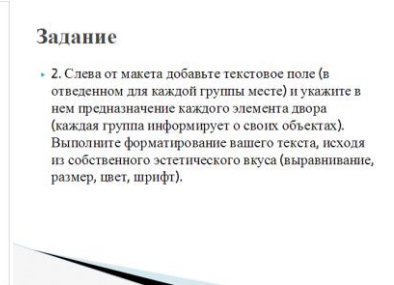 Задание
2. Слева от макета добавьте текстовое поле (в
отведенном для каждой группы месте) и укажите в
нем предназначение каждого элемента двора
(каждая группа информирует о своих объектах).
Выполните форматирование вашего текста, исходя
из собственного эстетического вкуса (выравнивание,
размер, цвет, шрифт).